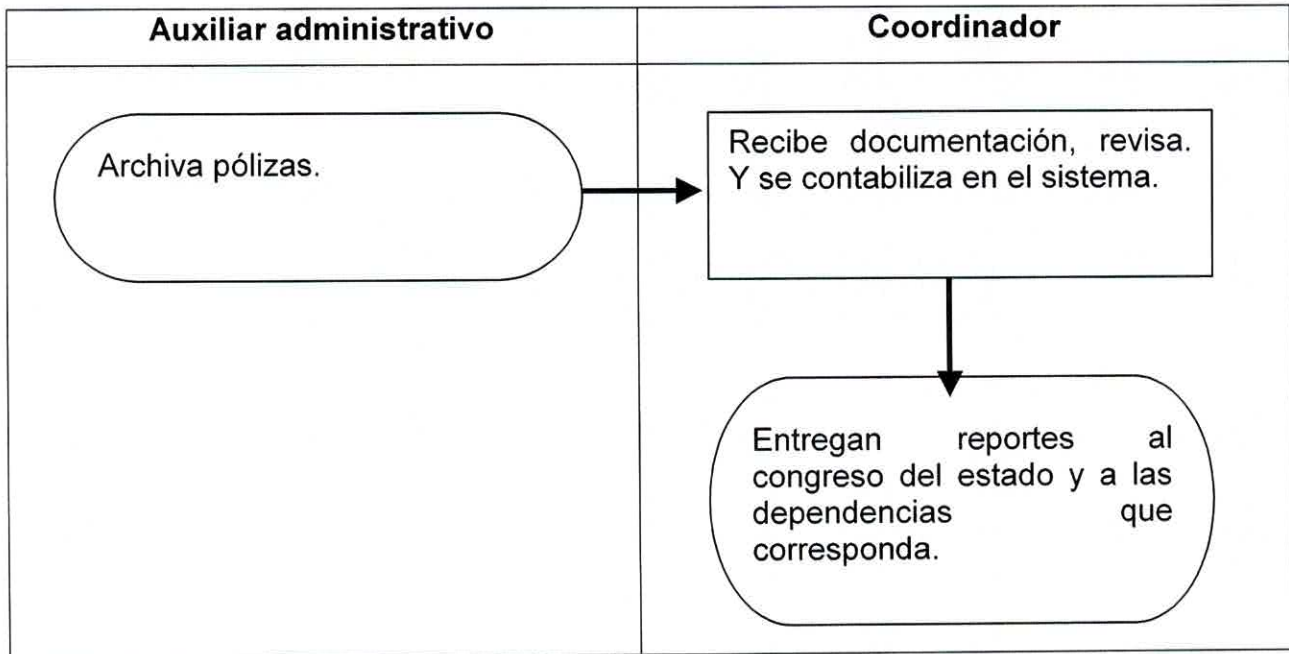 Auxiliar administrativo
Coordinador
Archiva pólizas.
Recibe documentación, revisa.
Y se contabiliza en el sistema.
Entregan reportes al
congreso del estado y a las
dependencias que
corresponda.